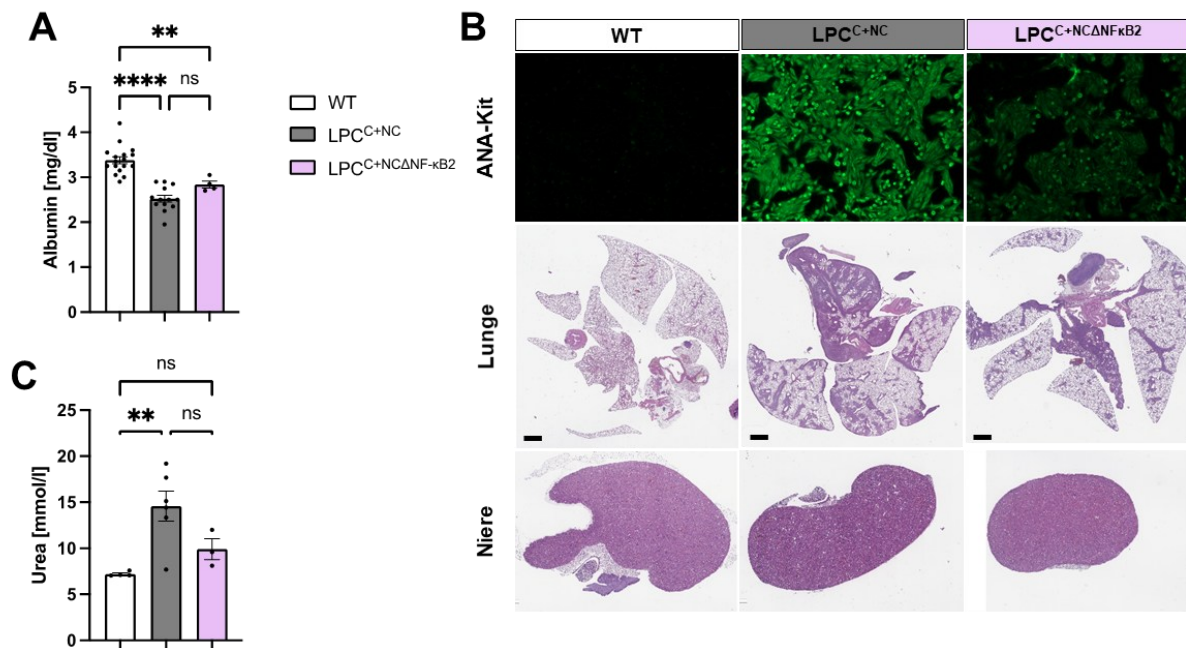 A
Albumin [mg/dl]
** 
**** ns
5
4
3
2
1
0
WT
LPC^C+NC
LPC^C+NCΔNF-κB2
B
WT LPC^C+NC LPC^C+NCΔNFκB2
ANA-Kit
Lunge
Niere
C
Urea [mmol/l]
ns
** ns
25
20
15
10
5
0